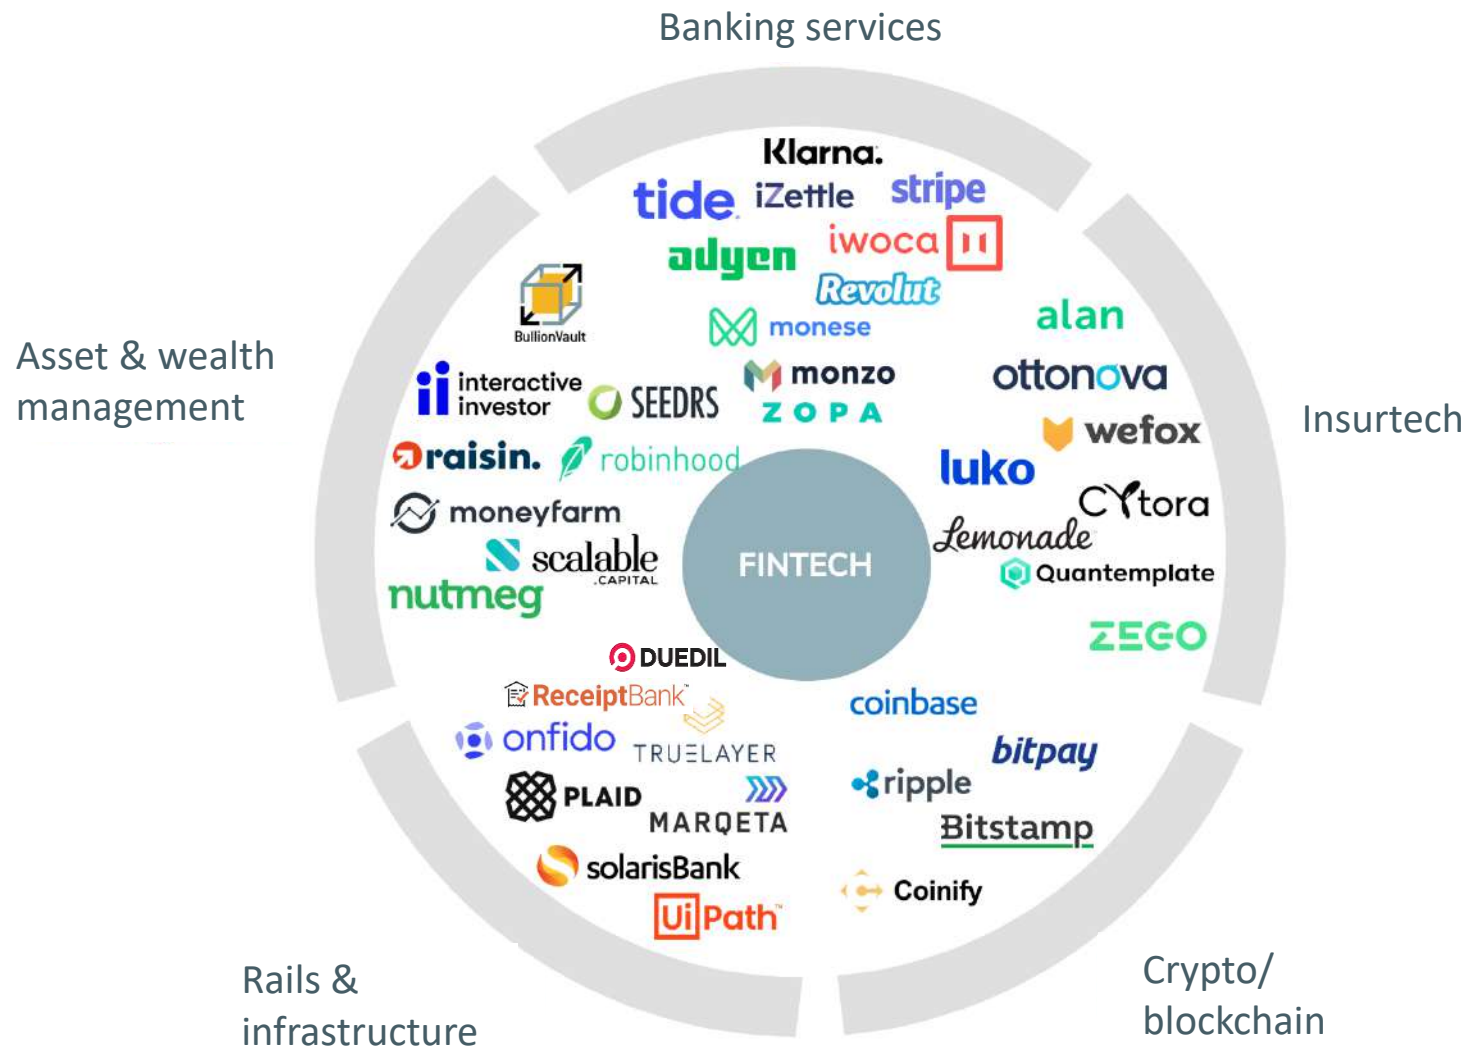 Banking services
Klarna.
tide
iZettle
stripe
adyen
iwoca
Revolut
monese
monzo
ZOPA
Asset & wealth
management
BullionVault
interactive
investor
SEEDRS
raisin.
robinhood
moneyfarm
scalable
.CAPITAL
nutmeg
FINTECH
Insurtech
alan
ottonova
wefox
luko
CYtora
Lemonade
Quantemplate
ZEGO
DUEDIL
ReceiptBank™
onfido
TRUELAYER
PLAID
MARQETA
solarisBank
UiPath™
Rails &
infrastructure
coinbase
bitpay
ripple
Bitstamp
Coinify
Crypto/
blockchain